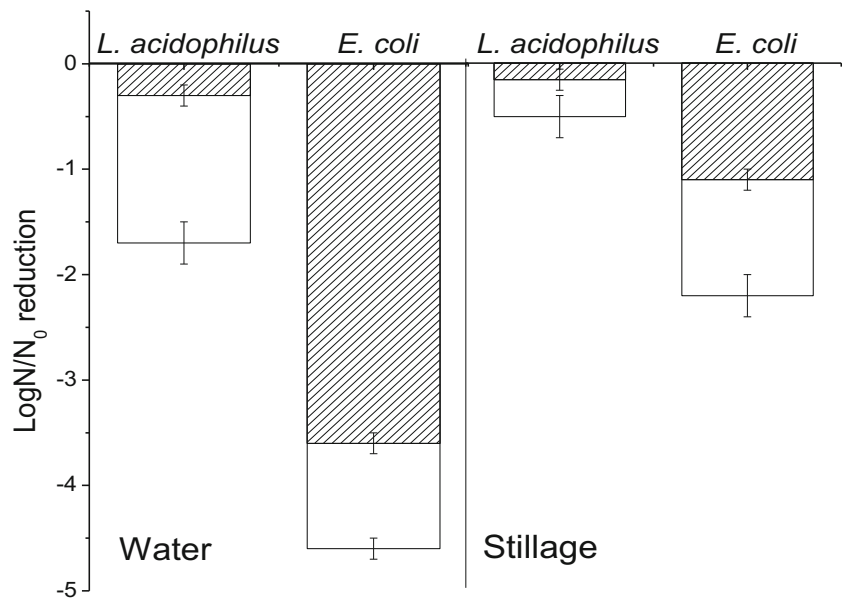 L. acidophilus E. coli L. acidophilus E. coli
0
-1
-2
-3
-4
-5
LogN/N₀ reduction
Water Stillage